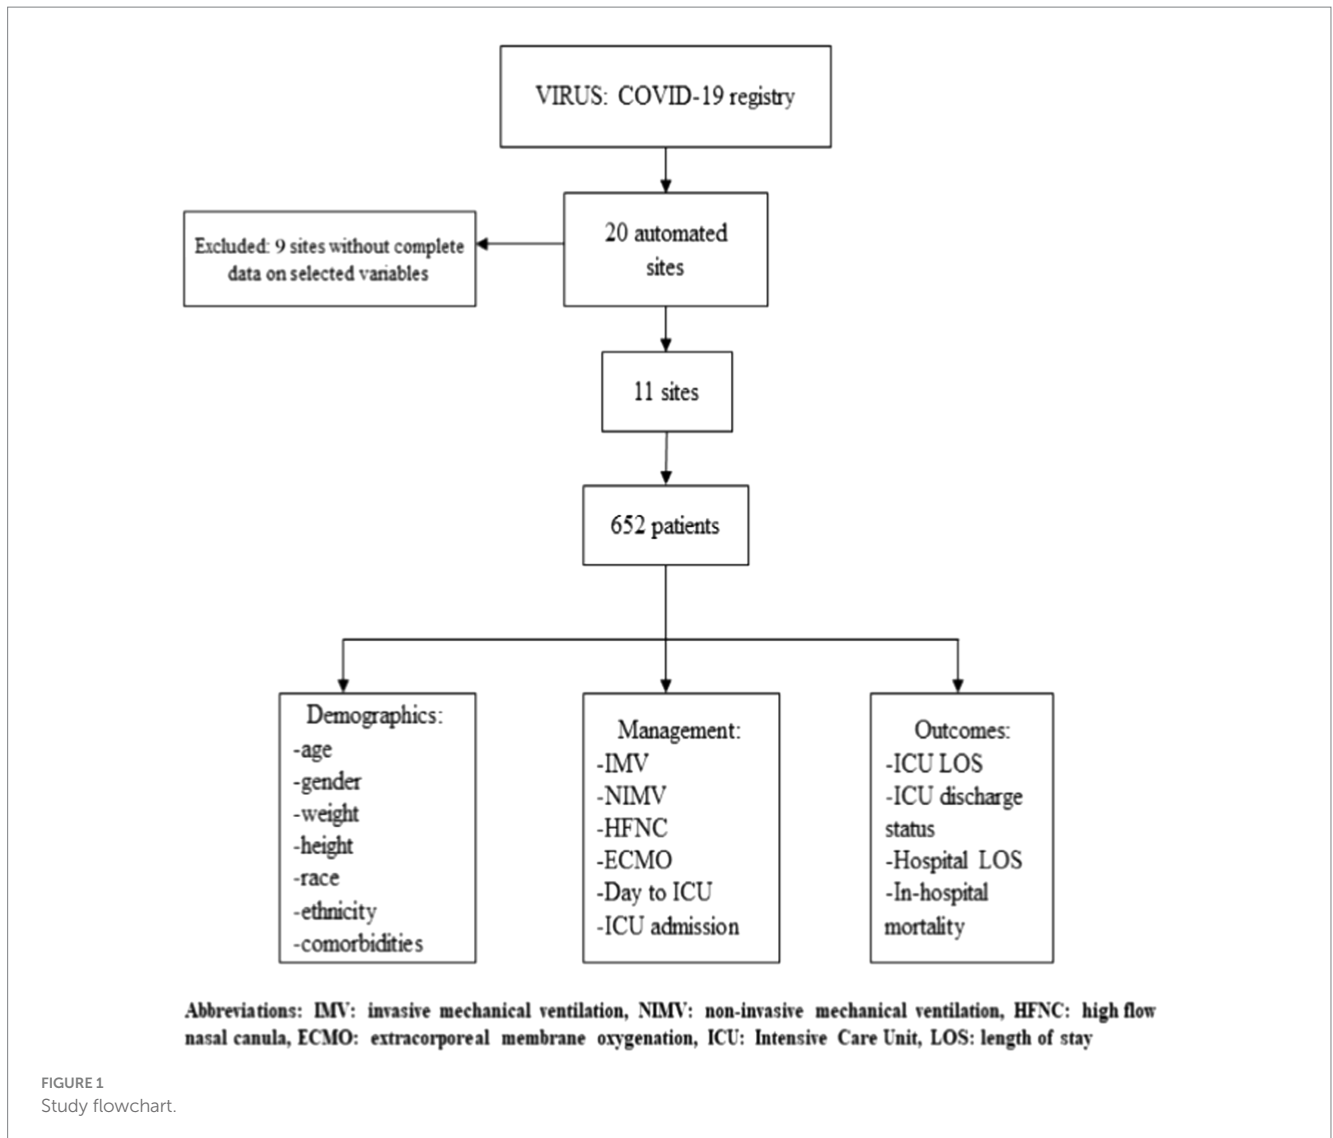 VIRUS: COVID-19 registry
20 automated
sites
Excluded: 9 sites without complete
data on selected variables
11 sites
652 patients
Demographics:
-age
-gender
-weight
-height
-race
-ethnicity
-comorbidities
Management:
-IMV
-NIMV
-HFNC
-ECMO
-Day to ICU
-ICU admission
Outcomes:
-ICU LOS
-ICU discharge
status
-Hospital LOS
-In-hospital
mortality
Abbreviations: IMV: invasive mechanical ventilation, NIMV: non-invasive mechanical ventilation, HFNC: high flow
nasal canula, ECMO: extracorporeal membrane oxygenation, ICU: Intensive Care Unit, LOS: length of stay
FIGURE 1
Study flowchart.